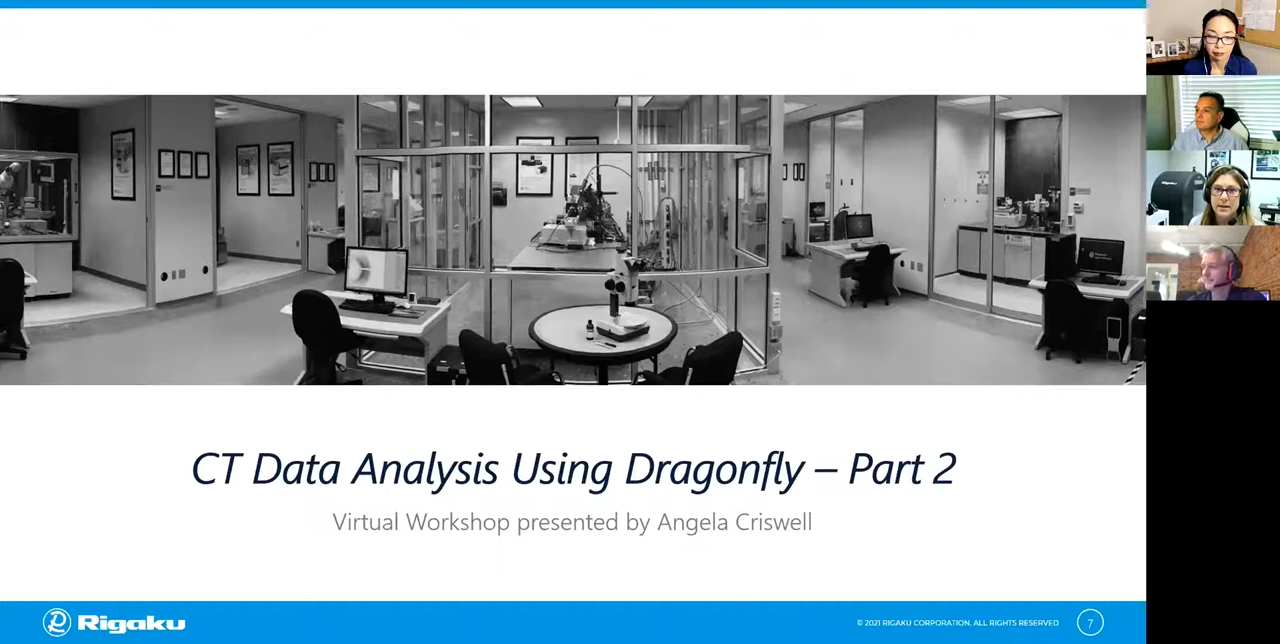 CT Data Analysis Using Dragonfly – Part 2
Virtual Workshop presented by Angela Criswell
Rigaku
© 2021 RIGAKU CORPORATION. ALL RIGHTS RESERVED
7